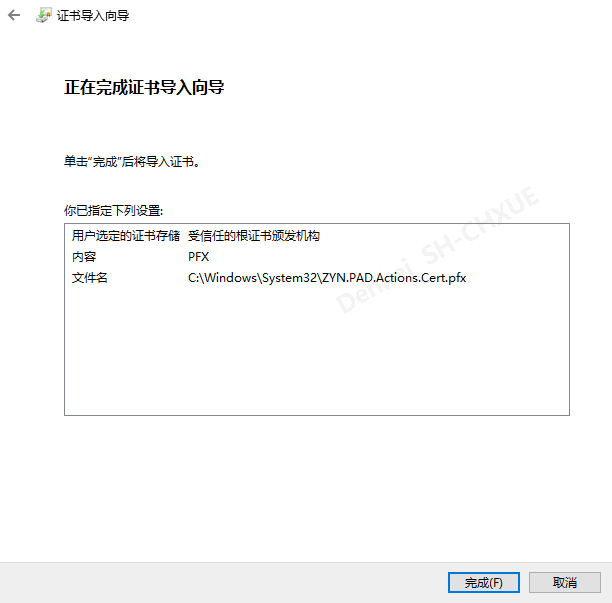 证书导入向导
正在完成证书导入向导
单击“完成”后将导入证书。
你已指定下列设置:
用户选定的证书存储 受信任的根证书颁发机构
内容 PFX
文件名 C:\Windows\System32\ZYN.PAD.Actions.Cert.pfx
SH-CHXUE
完成(F) 取消